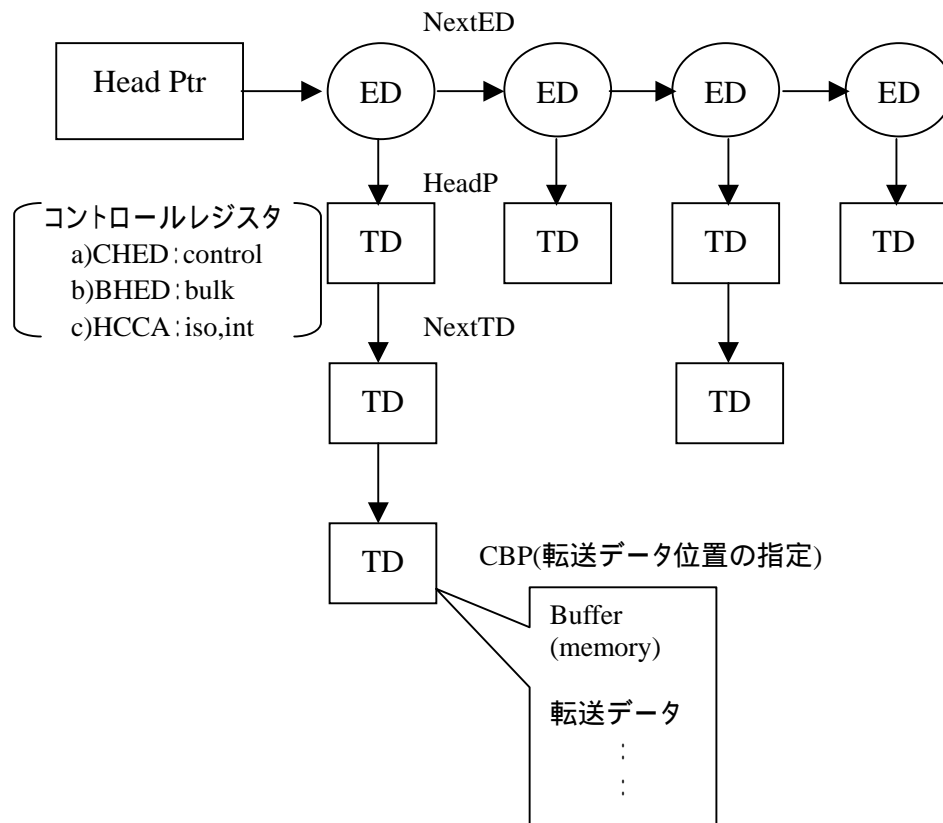 NextED
Head Ptr
ED
ED
ED
ED
HeadP
コントロールレジスタ
a)CHED:control
b)BHED:bulk
c)HCCA:iso,int
TD
TD
TD
TD
NextTD
TD
TD
TD
CBP(転送データ位置の指定)
Buffer
(memory)
転送データ
:
: